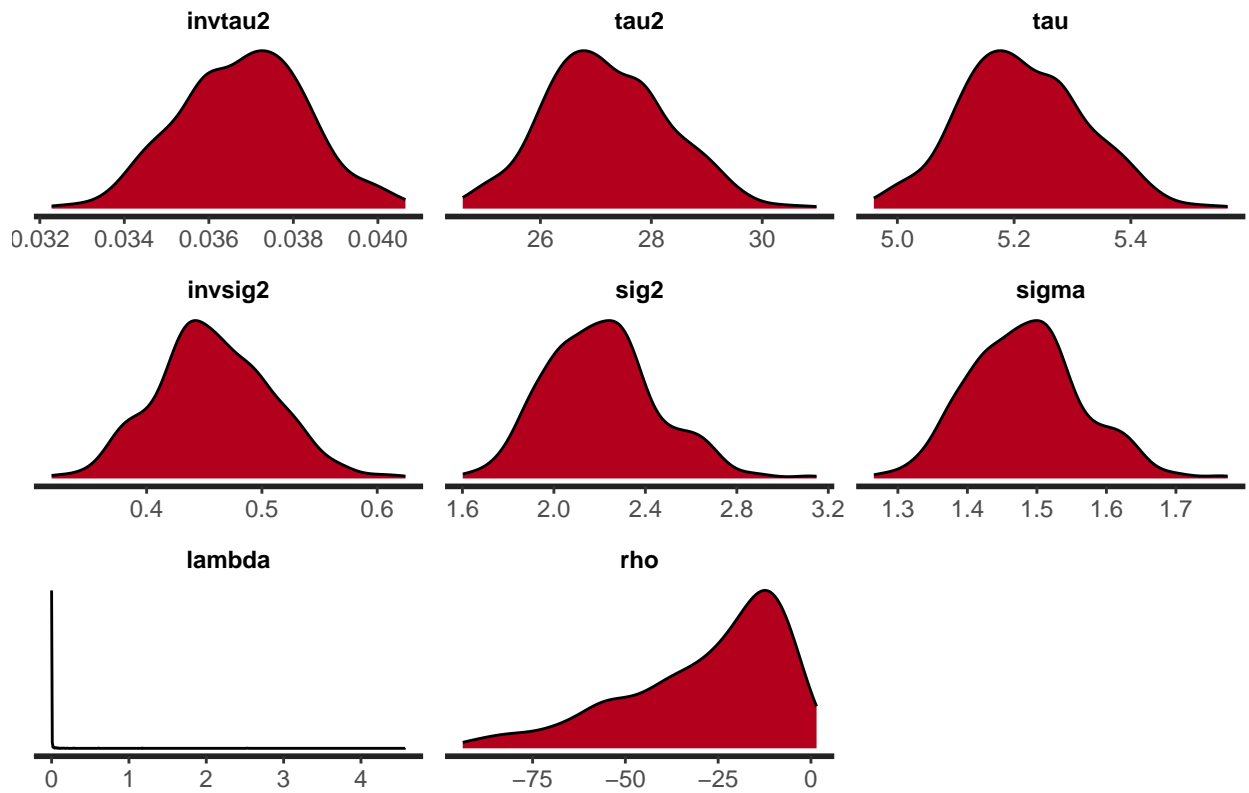 invtau2 tau2 tau
0.032 0.034 0.036 0.038 0.040 26 28 30 5.0 5.2 5.4
invsig2 sig2 sigma
0.4 0.5 0.6 1.6 2.0 2.4 2.8 3.2 1.3 1.4 1.5 1.6 1.7
lambda rho
0 1 2 3 4 −75 −50 −25 0